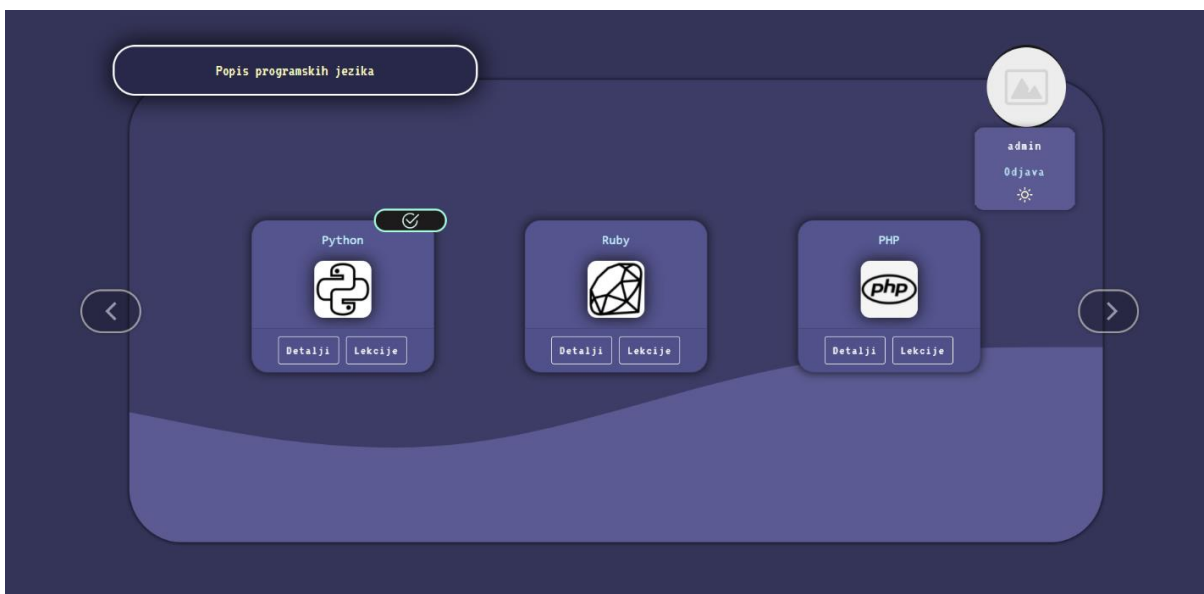 Popis programskih jezika
admin
Odjava
Python
Ruby
PHP
php
Detalji Lekcije
Detalji Lekcije
Detalji Lekcije